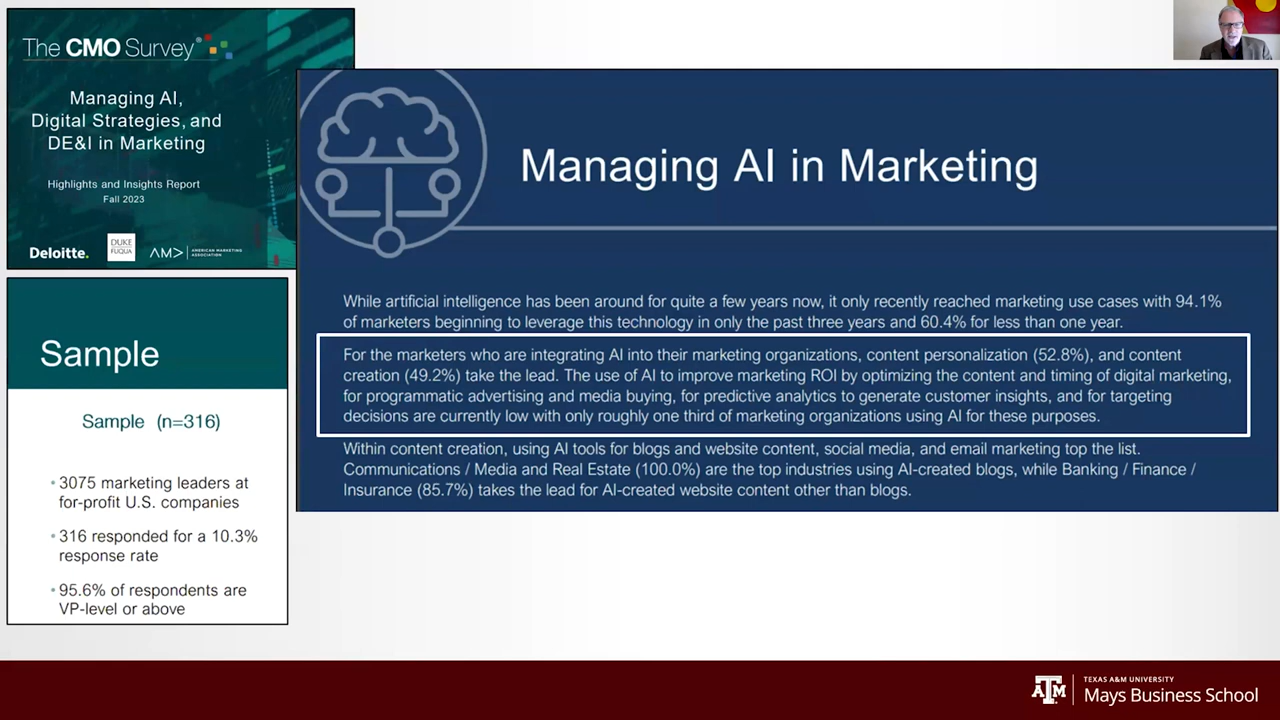 The CMO Survey
Managing AI,
Digital Strategies, and
DE&I in Marketing
Highlights and Insights Report
Fall 2023
Deloitte.
DUKE
FUQUA
AMA
AMERICAN MARKETING
ASSOCIATION
Sample
Sample (n=316)
• 3075 marketing leaders at
for-profit U.S. companies
• 316 responded for a 10.3%
response rate
• 95.6% of respondents are
VP-level or above
Managing AI in Marketing
While artificial intelligence has been around for quite a few years now, it only recently reached marketing use cases with 94.1%
of marketers beginning to leverage this technology in only the past three years and 60.4% for less than one year.
For the marketers who are integrating AI into their marketing organizations, content personalization (52.8%), and content
creation (49.2%) take the lead. The use of AI to improve marketing ROI by optimizing the content and timing of digital marketing,
for programmatic advertising and media buying, for predictive analytics to generate customer insights, and for targeting
decisions are currently low with only roughly one third of marketing organizations using AI for these purposes.
Within content creation, using AI tools for blogs and website content, social media, and email marketing top the list.
Communications / Media and Real Estate (100.0%) are the top industries using AI-created blogs, while Banking / Finance /
Insurance (85.7%) takes the lead for AI-created website content other than blogs.
ATM
TEXAS A&M UNIVERSITY
Mays Business School